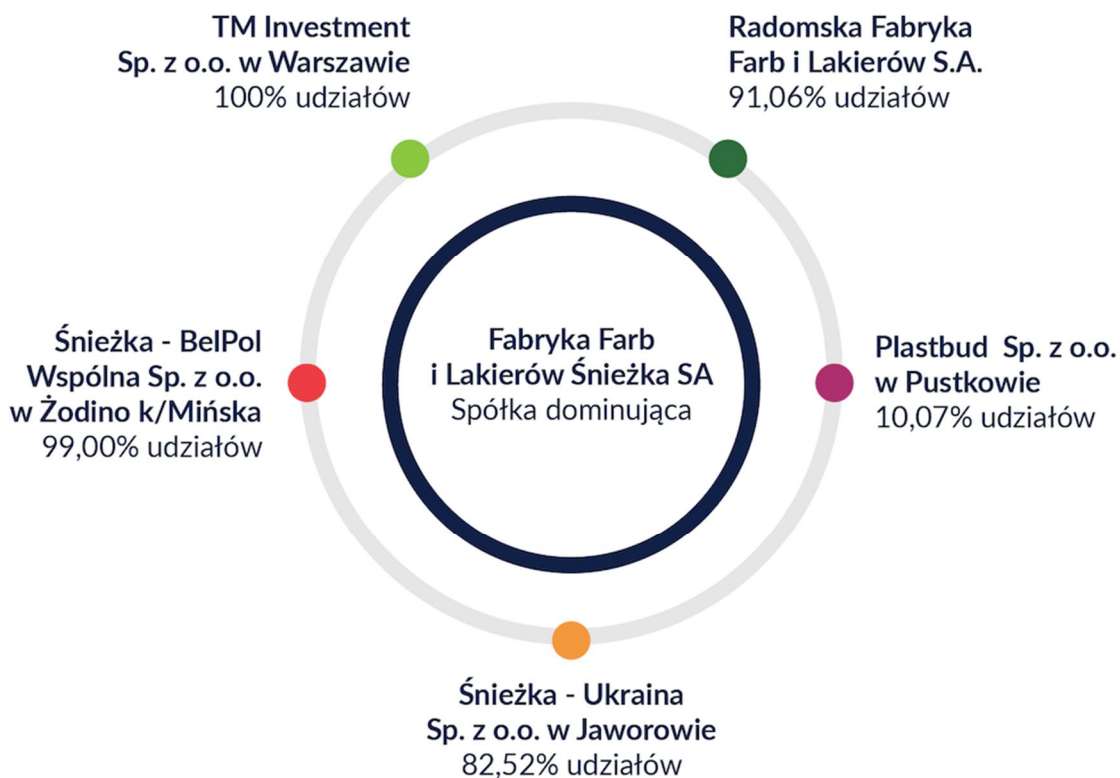 TM Investment
Sp. z o.o. w Warszawie
100% udziałów
Radomska Fabryka
Farb i Lakierów S.A.
91,06% udziałów
Śnieżka - BelPol
Wspólna Sp. z o.o.
w Żodino k/Mińska
99,00% udziałów
Fabryka Farb
i Lakierów Śnieżka SA
Spółka dominująca
Plastbud Sp. z o.o.
w Pustkowie
10,07% udziałów
Śnieżka - Ukraina
Sp. z o.o. w Jaworowie
82,52% udziałów